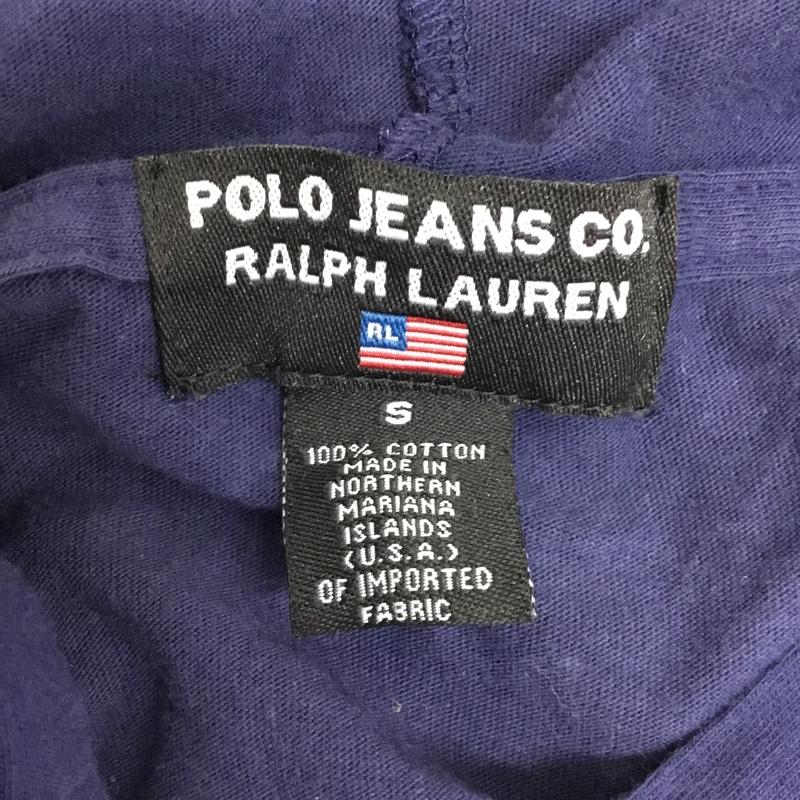 POLO JEANS CO.
RALPH LAUREN
RL
S
100% COTTON
MADE IN
NORTHERN
MARIANA
ISLANDS
(U.S.A.)
OF IMPORTED
FABRIC